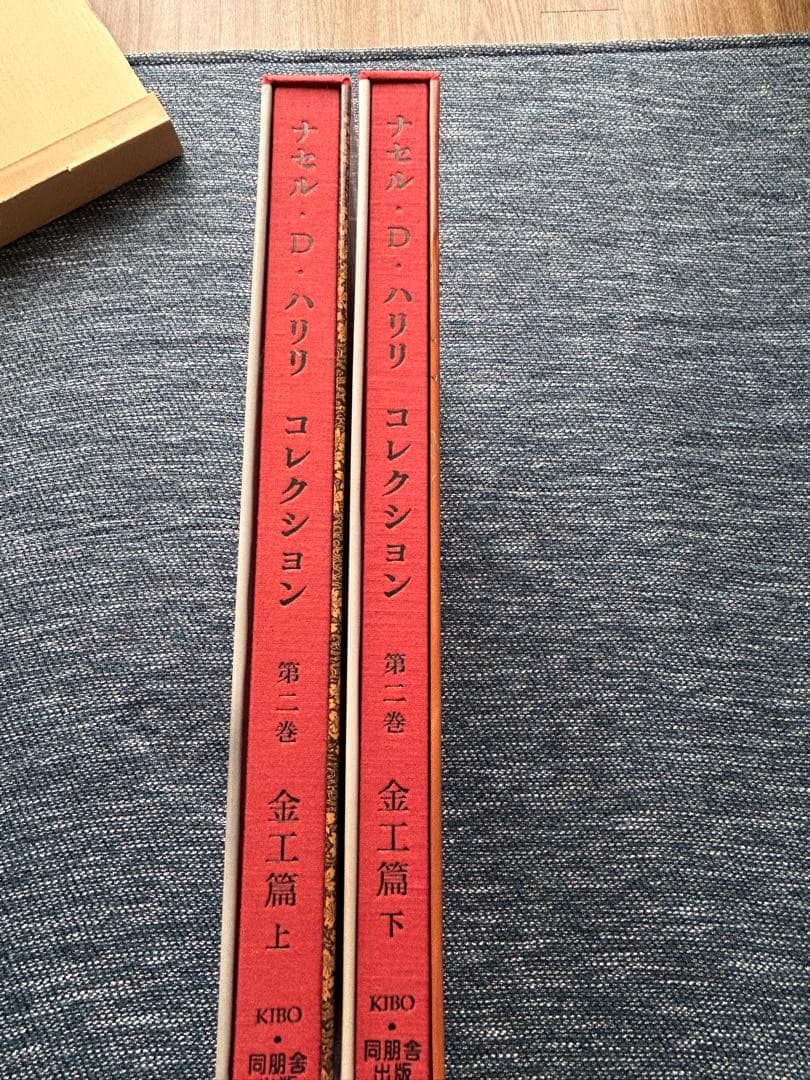 ナセル・D・ハリリ コレクション 第二巻 金工篇 上 KIBO・同朋舎出版
ナセル・D・ハリリ コレクション 第二巻 金工篇 下 KIBO・同朋舎出版